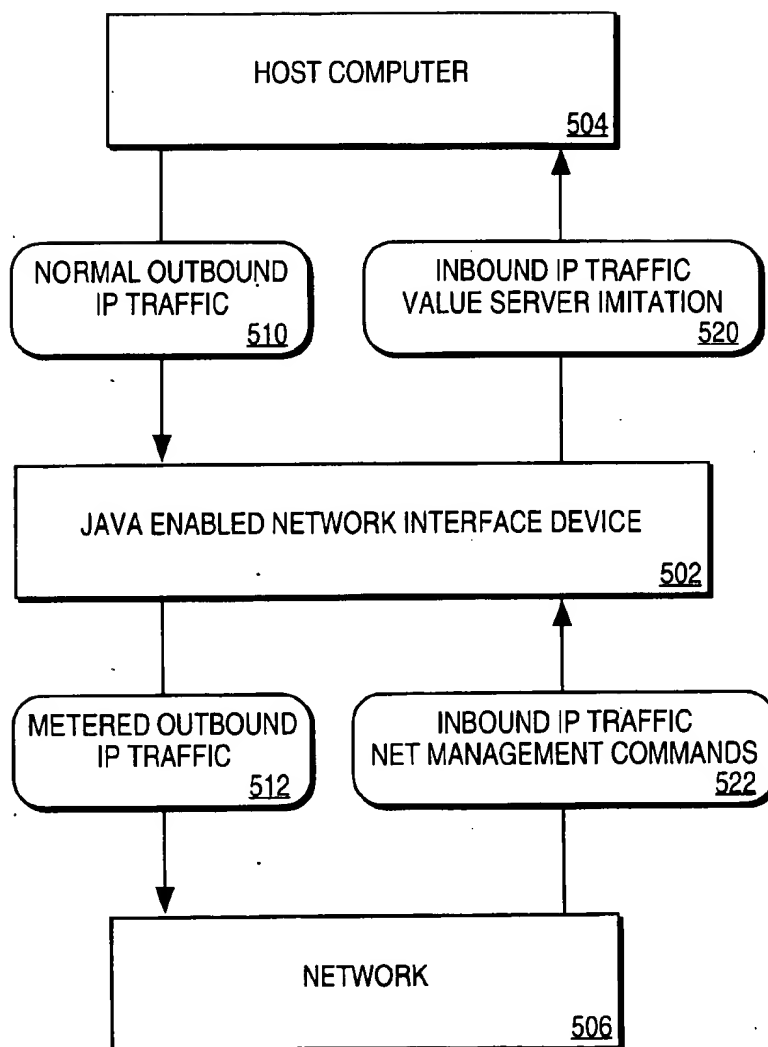 HOST COMPUTER
504
NORMAL OUTBOUND
IP TRAFFIC
510
INBOUND IP TRAFFIC
VALUE SERVER IMITATION
520
JAVA ENABLED NETWORK INTERFACE DEVICE
502
METERED OUTBOUND
IP TRAFFIC
512
INBOUND IP TRAFFIC
NET MANAGEMENT COMMANDS
522
NETWORK
506